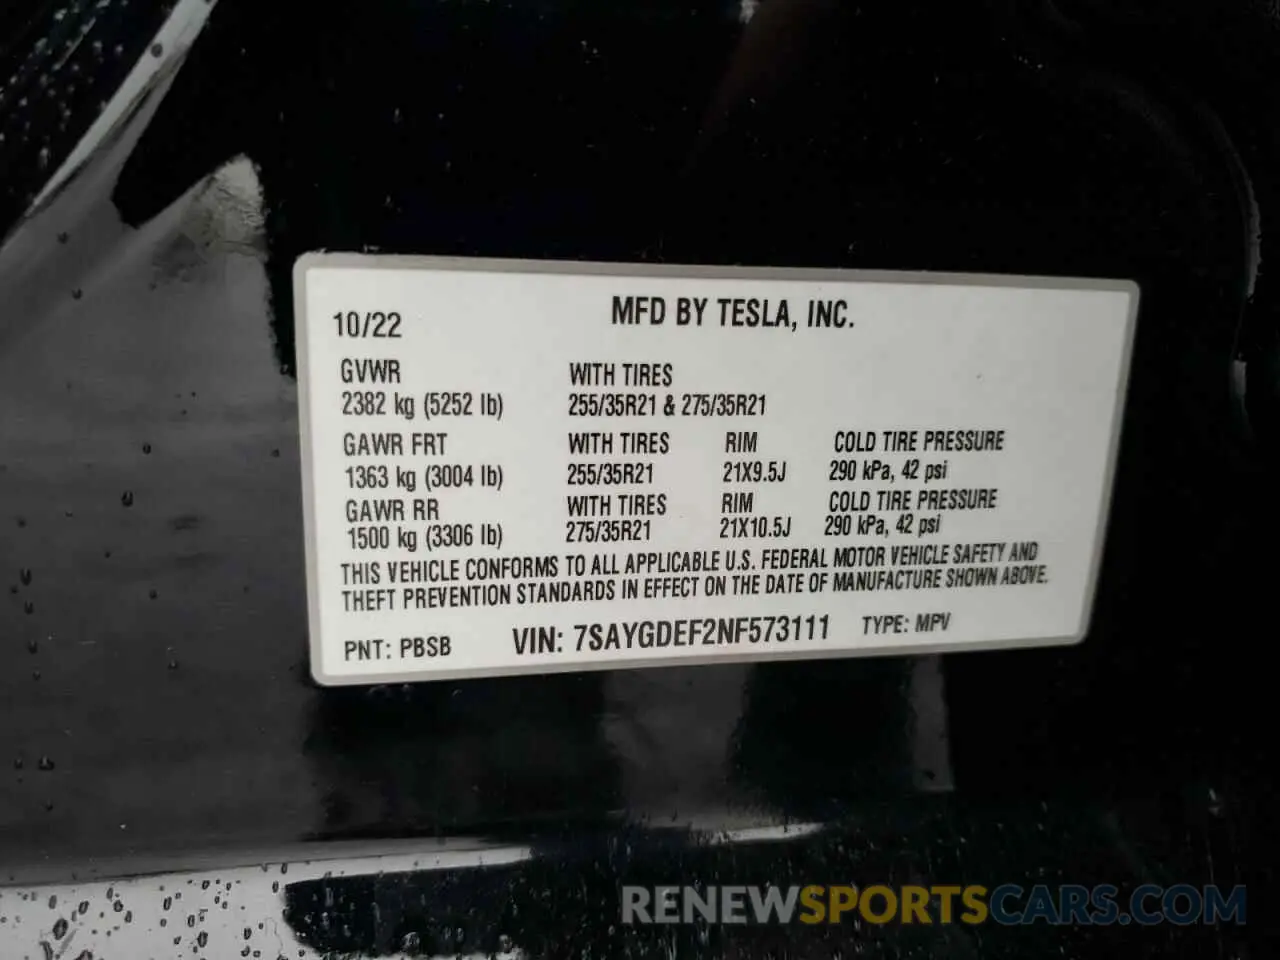 10/22 MFD BY TESLA, INC.
GVWR WITH TIRES
2382 kg (5252 lb) 255/35R21 & 275/35R21
GAWR FRT WITH TIRES RIM COLD TIRE PRESSURE
1363 kg (3004 lb) 255/35R21 21X9.5J 290 kPa, 42 psi
GAWR RR WITH TIRES RIM COLD TIRE PRESSURE
1500 kg (3306 lb) 275/35R21 21X10.5J 290 kPa, 42 psi
THIS VEHICLE CONFORMS TO ALL APPLICABLE U.S. FEDERAL MOTOR VEHICLE SAFETY AND
THEFT PREVENTION STANDARDS IN EFFECT ON THE DATE OF MANUFACTURE SHOWN ABOVE.
PNT: PBSB VIN: 7SAYGDEF2NF573111 TYPE: MPV
RENEWSPORTSCARS.COM